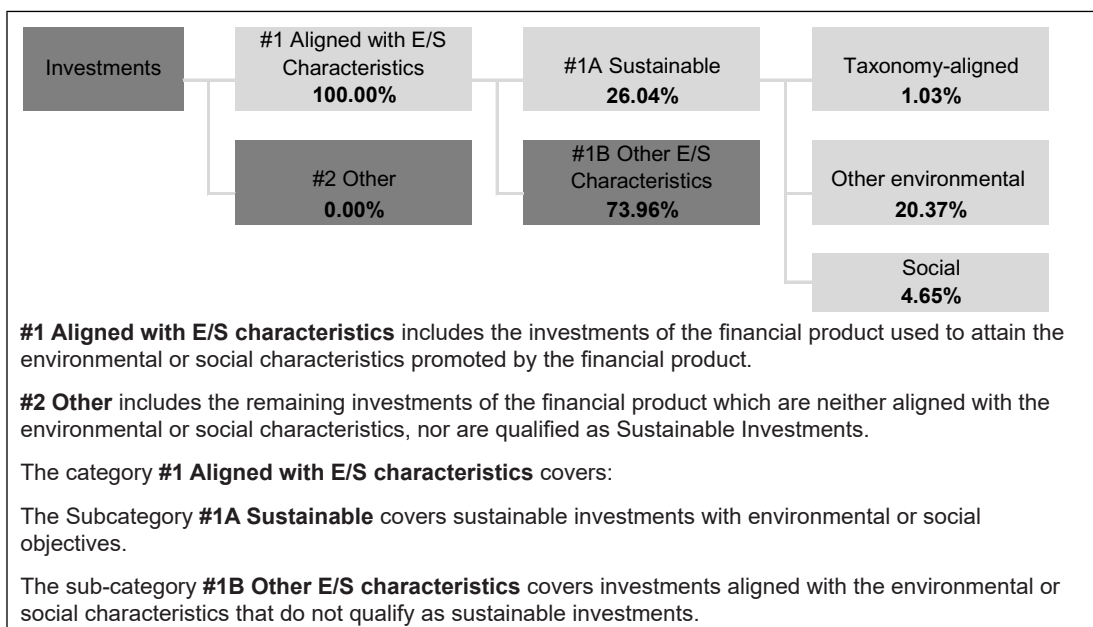 Investments
#1 Aligned with E/S
Characteristics
100.00%
#1A Sustainable
26.04%
Taxonomy-aligned
1.03%
#2 Other
0.00%
#1B Other E/S
Characteristics
73.96%
Other environmental
20.37%
Social
4.65%
#1 Aligned with E/S characteristics includes the investments of the financial product used to attain the
environmental or social characteristics promoted by the financial product.
#2 Other includes the remaining investments of the financial product which are neither aligned with the
environmental or social characteristics, nor are qualified as Sustainable Investments.
The category #1 Aligned with E/S characteristics covers:
The Subcategory #1A Sustainable covers sustainable investments with environmental or social
objectives.
The sub-category #1B Other E/S characteristics covers investments aligned with the environmental or
social characteristics that do not qualify as sustainable investments.